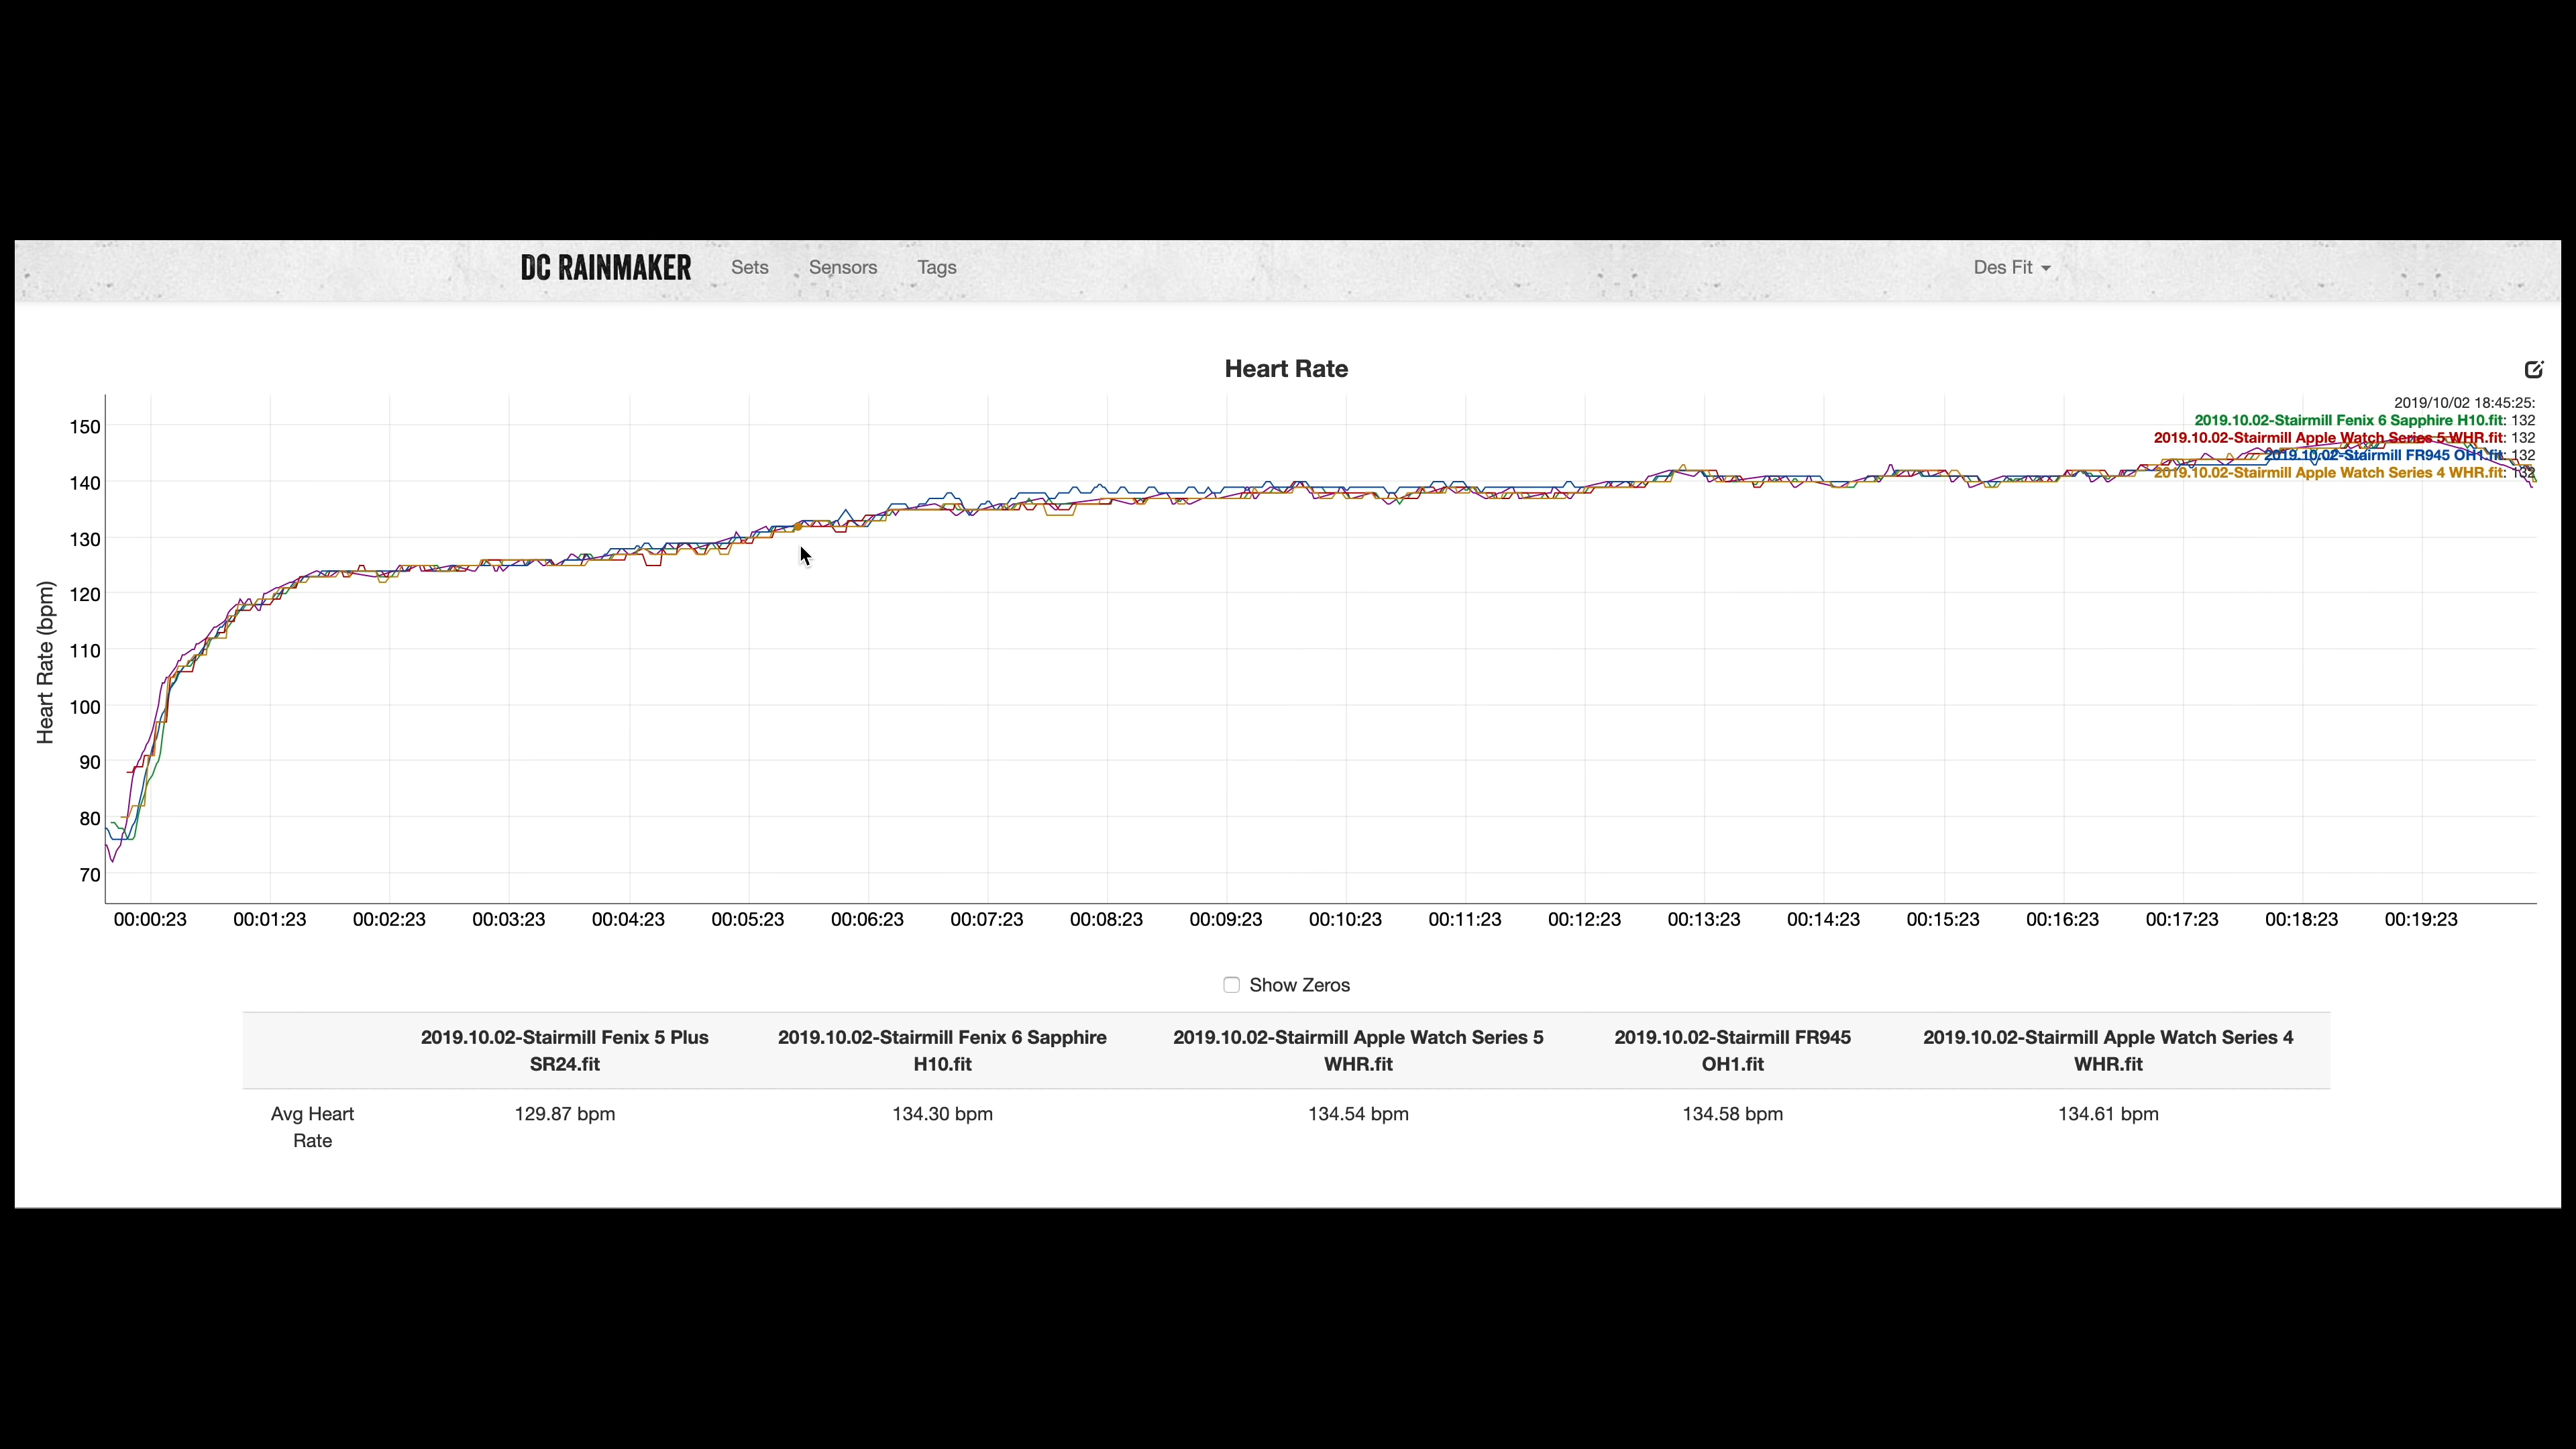 DC RAINMAKER Sets Sensors Tags Des Fit
Heart Rate
2019/10/02 18:45:25:
2019.10.02-Stairmill Fenix 6 Sapphire H10.fit: 132
2019.10.02-Stairmill Apple Watch Series 5 WHR.fit: 132
2019.10.02-Stairmill FR945 OH1.fit: 132
2019.10.02-Stairmill Apple Watch Series 4 WHR.fit: 132
Heart Rate (bpm)
150
140
130
120
110
100
90
80
70
00:00:23 00:01:23 00:02:23 00:03:23 00:04:23 00:05:23 00:06:23 00:07:23 00:08:23 00:09:23 00:10:23 00:11:23 00:12:23 00:13:23 00:14:23 00:15:23 00:16:23 00:17:23 00:18:23 00:19:23
Show Zeros
2019.10.02-Stairmill Fenix 5 Plus 2019.10.02-Stairmill Fenix 6 Sapphire 2019.10.02-Stairmill Apple Watch Series 5 2019.10.02-Stairmill FR945 2019.10.02-Stairmill Apple Watch Series 4
SR24.fit H10.fit WHR.fit OH1.fit WHR.fit
Avg Heart 129.87 bpm 134.30 bpm 134.54 bpm 134.58 bpm 134.61 bpm
Rate